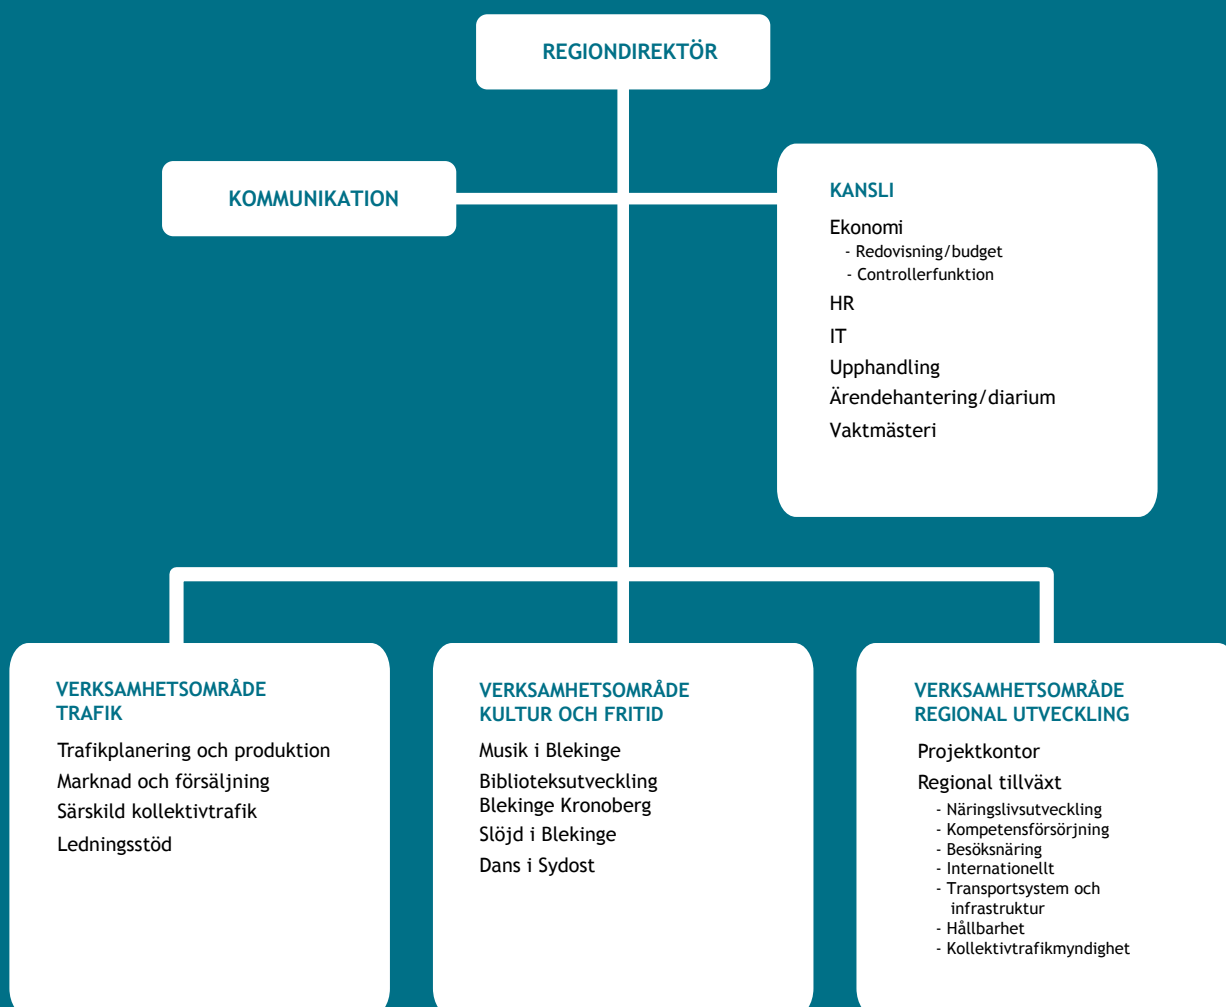 REGIONDIREKTÖR
KOMMUNIKATION
KANSLI
Ekonomi
- Redovisning/budget
- Controllerfunktion
HR
IT
Upphandling
Ärendehantering/diarium
Vaktmästeri
VERKSAMHETSOMRÅDE
TRAFIK
Trafikplanering och produktion
Marknad och försäljning
Särskild kollektivtrafik
Ledningsstöd
VERKSAMHETSOMRÅDE
KULTUR OCH FRITID
Musik i Blekinge
Biblioteksutveckling
Blekinge Kronoberg
Slöjd i Blekinge
Dans i Sydost
VERKSAMHETSOMRÅDE
REGIONAL UTVECKLING
Projektkontor
Regional tillväxt
- Näringslivsutveckling
- Kompetensförsörjning
- Besöksnäring
- Internationellt
- Transportsystem och
infrastruktur
- Hållbarhet
- Kollektivtrafikmyndighet